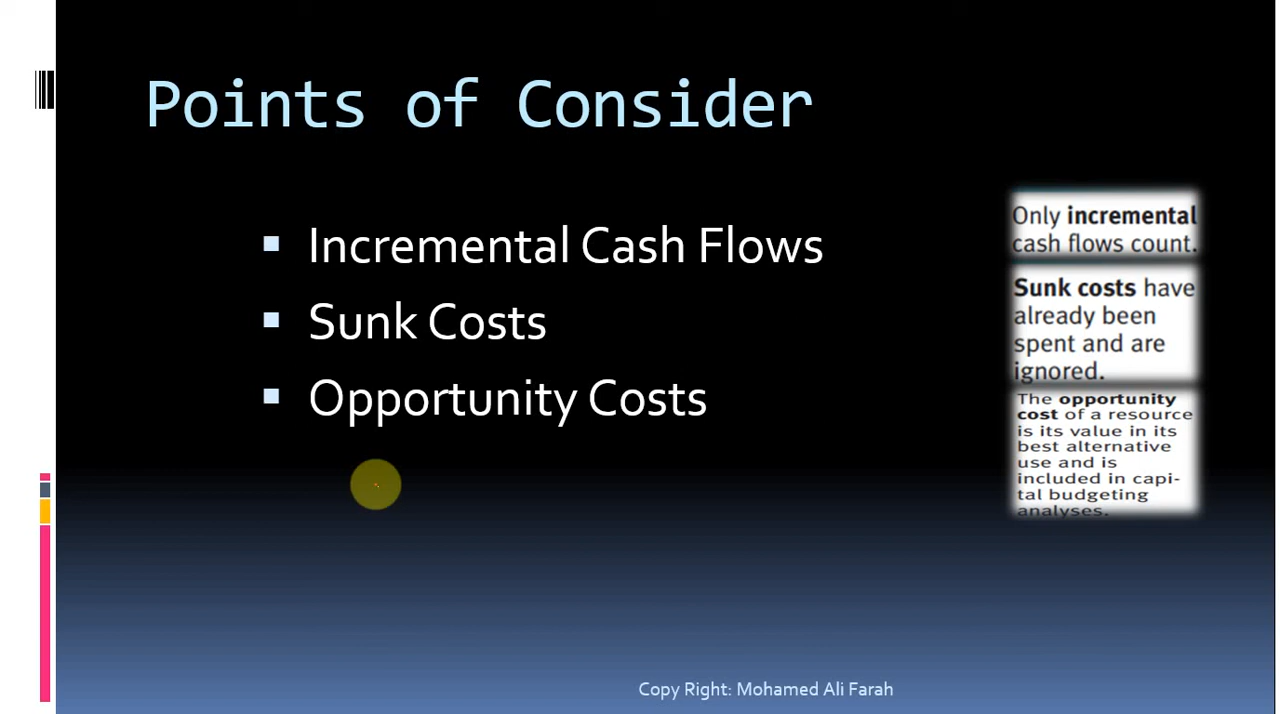 Points of Consider
Incremental Cash Flows
Sunk Costs
Opportunity Costs
Only incremental
cash flows count.
Sunk costs have
already been
spent and are
ignored.
The opportunity
cost of a resource
is its value in its
best alternative
use and is
included in capi-
tal budgeting
analyses.
Copy Right: Mohamed Ali Farah